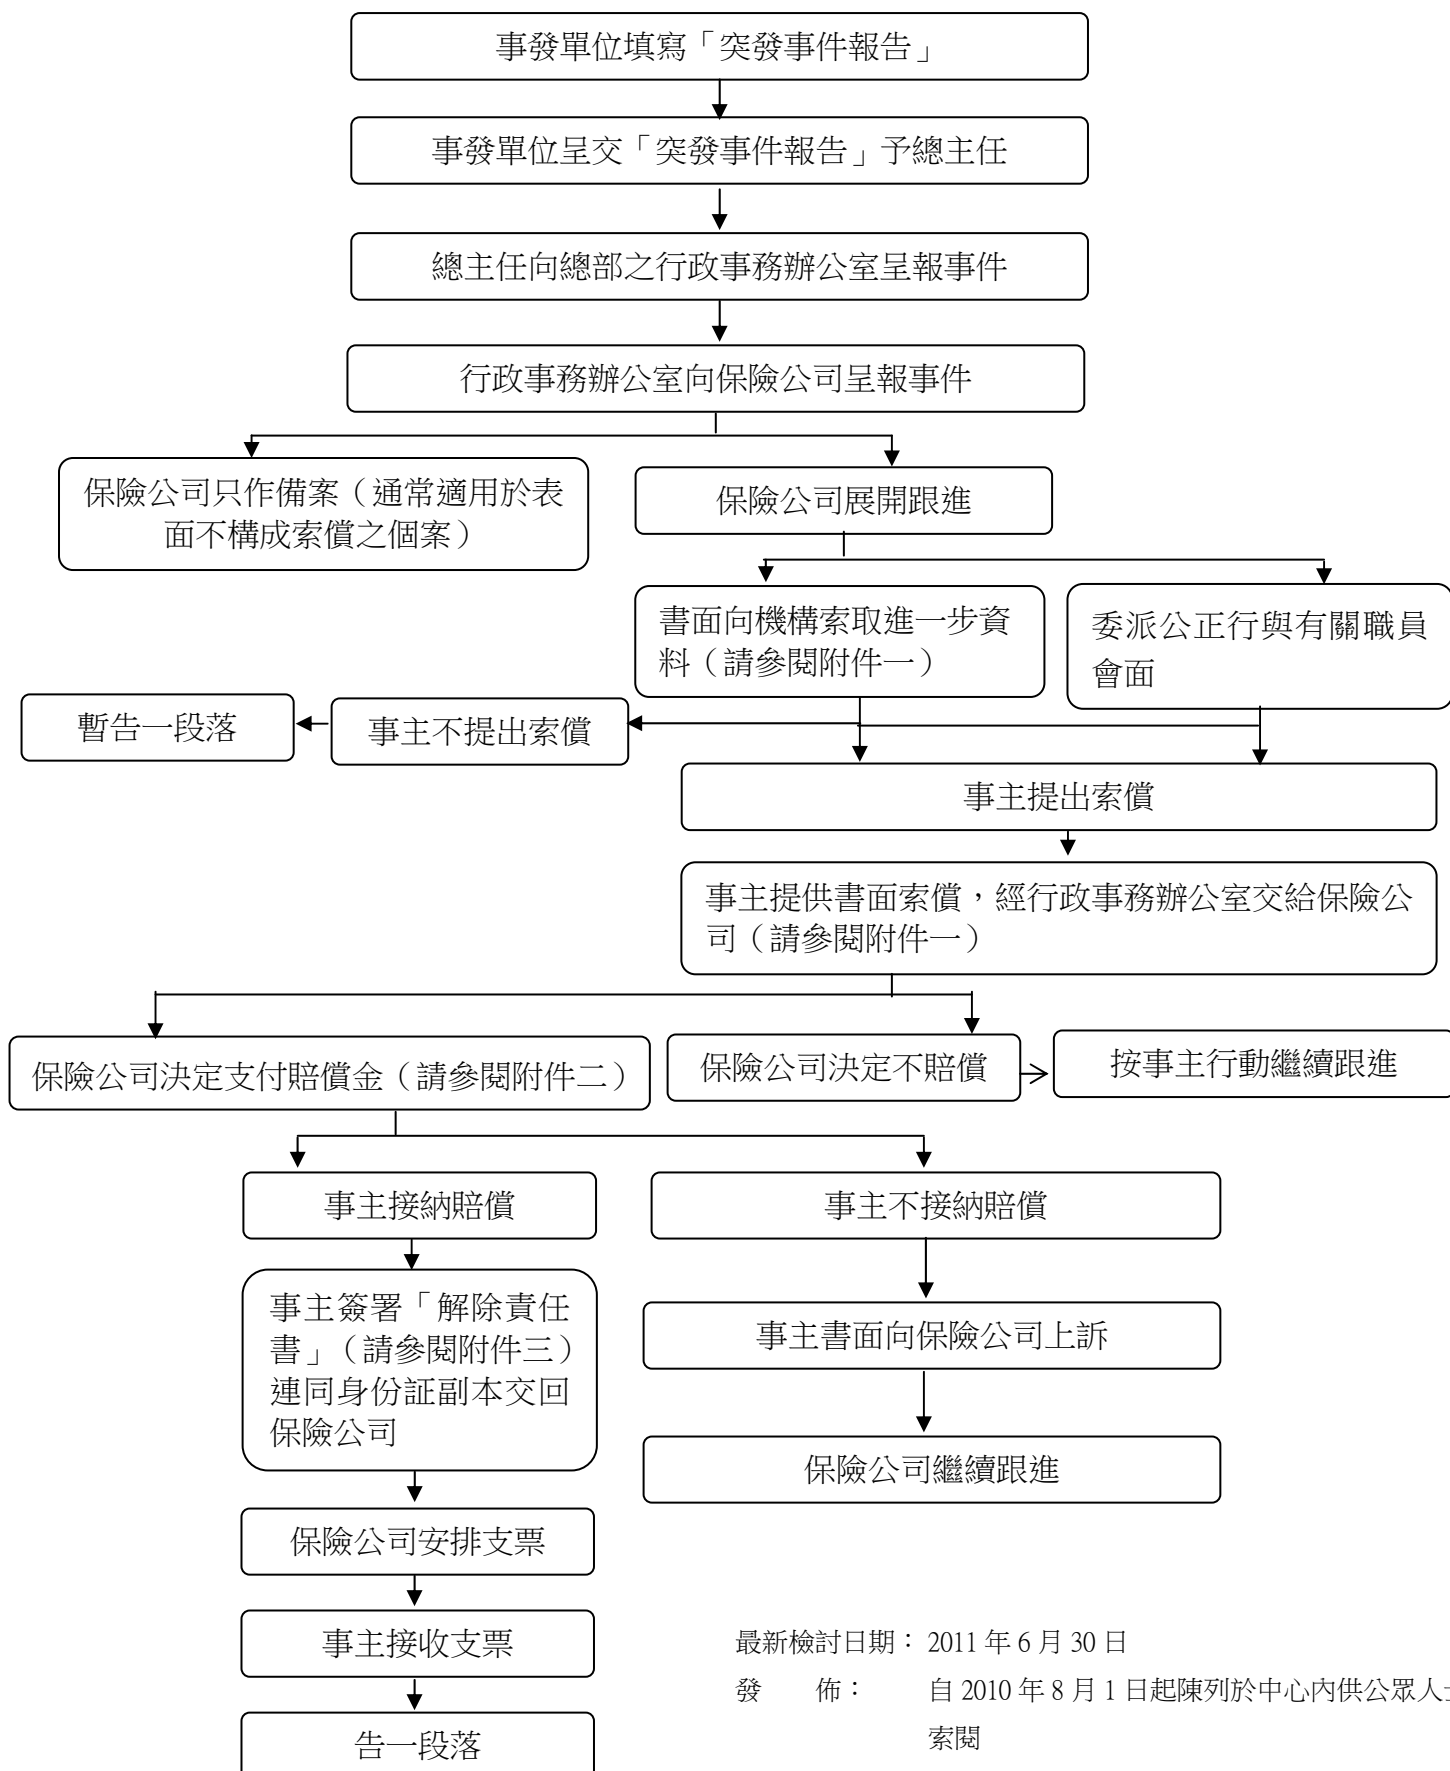 事發單位填寫「突發事件報告」
事發單位呈交「突發事件報告」予總主任
總主任向總部之行政事務辦公室呈報事件
行政事務辦公室向保險公司呈報事件
保險公司只作備案（通常適用於表
面不構成索償之個案）
保險公司展開跟進
書面向機構索取進一步資
料（請參閱附件一）
委派公正行與有關職員
會面
暫告一段落
事主不提出索償
事主提出索償
事主提供書面索償，經行政事務辦公室交給保險公
司（請參閱附件一）
保險公司決定支付賠償金（請參閱附件二）
保險公司決定不賠償
按事主行動繼續跟進
事主接納賠償
事主不接納賠償
事主簽署「解除責任
書」（請參閱附件三）
連同身份証副本交回
保險公司
事主書面向保險公司上訴
保險公司繼續跟進
保險公司安排支票
事主接收支票
告一段落
最新檢討日期： 2011 年 6 月 30 日
發　　佈： 自 2010 年 8 月 1 日起陳列於中心內供公眾人士
索閱